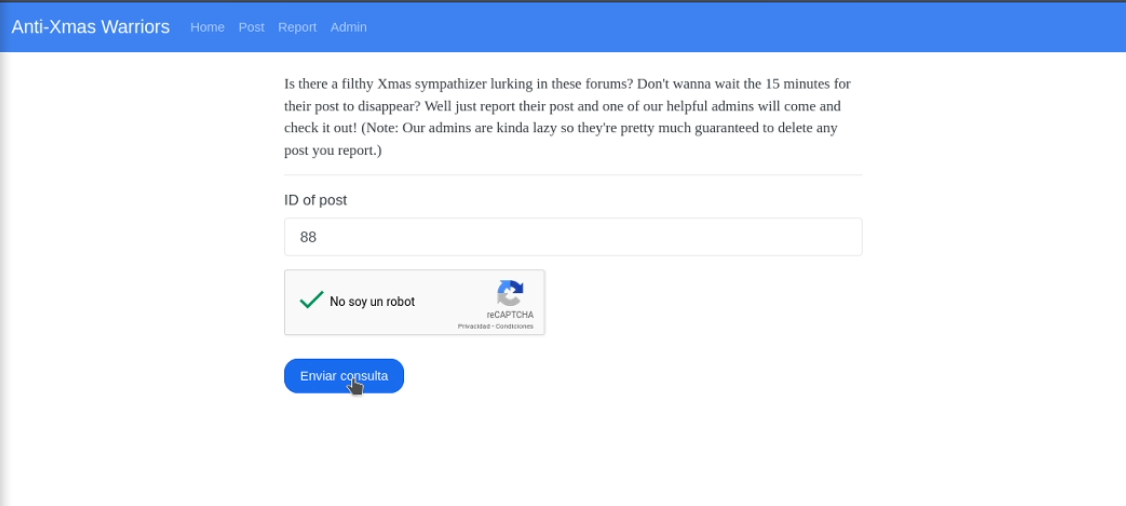 Anti-Xmas Warriors Home Post Report Admin
Is there a filthy Xmas sympathizer lurking in these forums? Don't wanna wait the 15 minutes for
their post to disappear? Well just report their post and one of our helpful admins will come and
check it out! (Note: Our admins are kinda lazy so they're pretty much guaranteed to delete any
post you report.)
ID of post
88
No soy un robot
reCAPTCHA
Privacidad - Condiciones
Enviar consulta